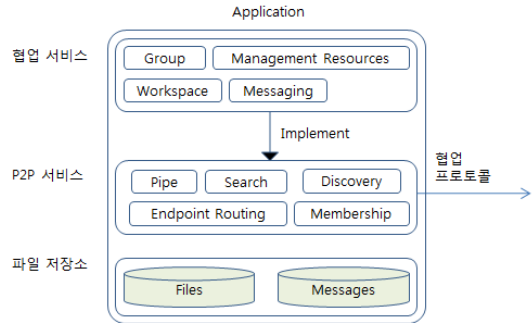 Application
협업 서비스
Group
Management Resources
Workspace
Messaging
Implement
P2P 서비스
Pipe
Search
Discovery
Endpoint Routing
Membership
협업
프로토콜
파일 저장소
Files
Messages